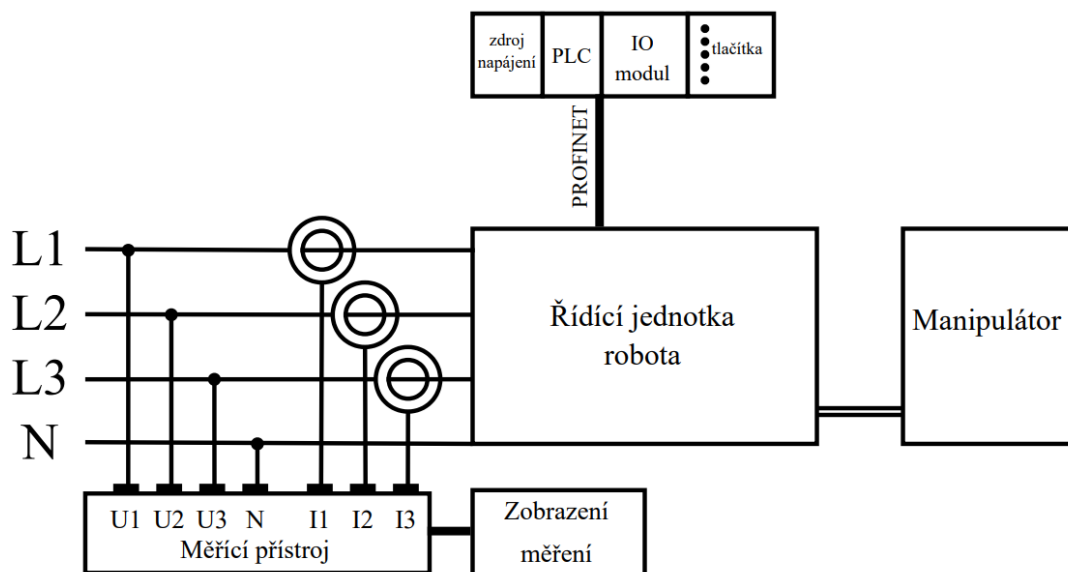 zdroj
napájení
PLC
IO
modul
tlačítka
PROFINET
L1
L2
L3
N
Řídící jednotka
robota
Manipulátor
U1 U2 U3 N I1 I2 I3
Měřící přístroj
Zobrazení
měření